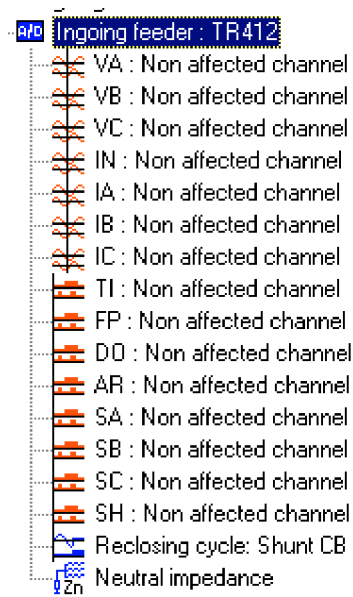 A/D Ingoing feeder : TR412
VA : Non affected channel
VB : Non affected channel
VC : Non affected channel
IN : Non affected channel
IA : Non affected channel
IB : Non affected channel
IC : Non affected channel
TI : Non affected channel
FP : Non affected channel
DO : Non affected channel
AR : Non affected channel
SA : Non affected channel
SB : Non affected channel
SC : Non affected channel
SH : Non affected channel
Reclosing cycle: Shunt CB
Zn Neutral impedance